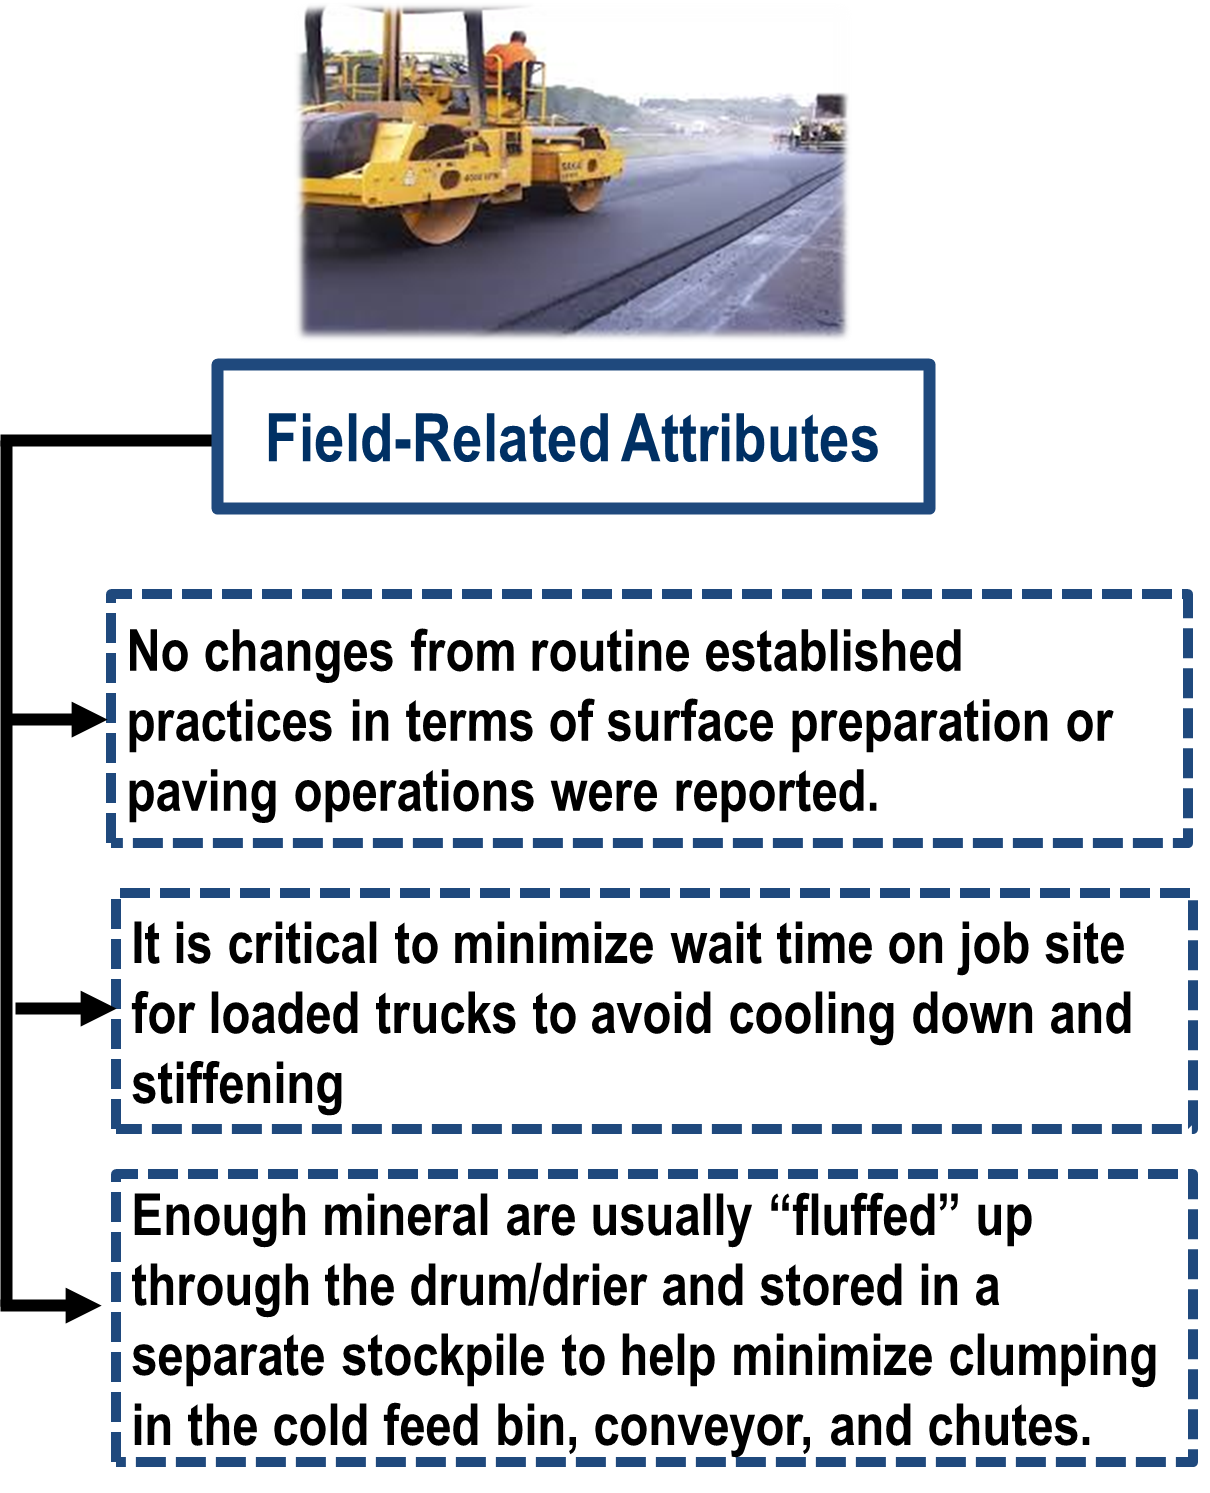 SAKAI
Field-Related Attributes
No changes from routine established
practices in terms of surface preparation or
paving operations were reported.
It is critical to minimize wait time on job site
for loaded trucks to avoid cooling down and
stiffening
Enough mineral are usually “fluffed” up
through the drum/drier and stored in a
separate stockpile to help minimize clumping
in the cold feed bin, conveyor, and chutes.